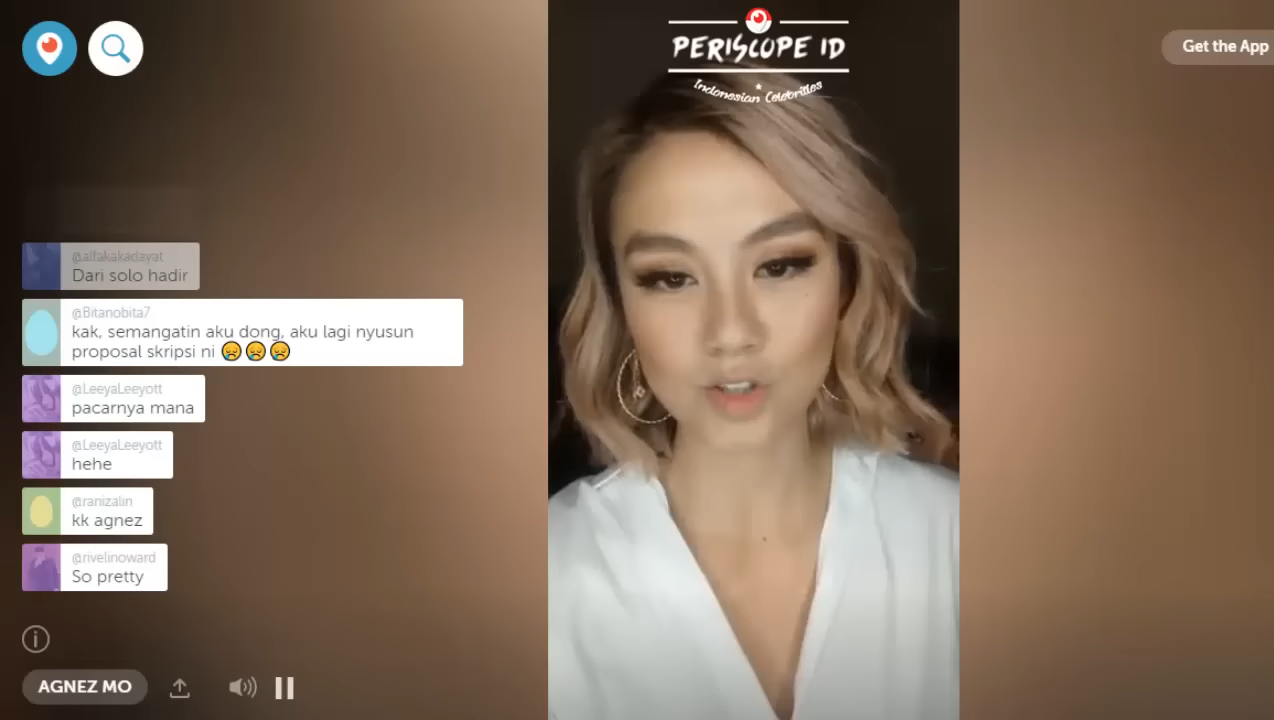 PERISCOPE ID
Indonesian Celebrities
Get the App
@alfakakadayat
Dari solo hadir
@Bitanobita7
kak, semangatin aku dong, aku lagi nyusun
proposal skripsi ni 😢😢😢
@LeeyaLeeyott
pacarnya mana
@LeeyaLeeyott
hehe
@ranizalin
kk agnez
@rivelinoward
So pretty
AGNEZ MO